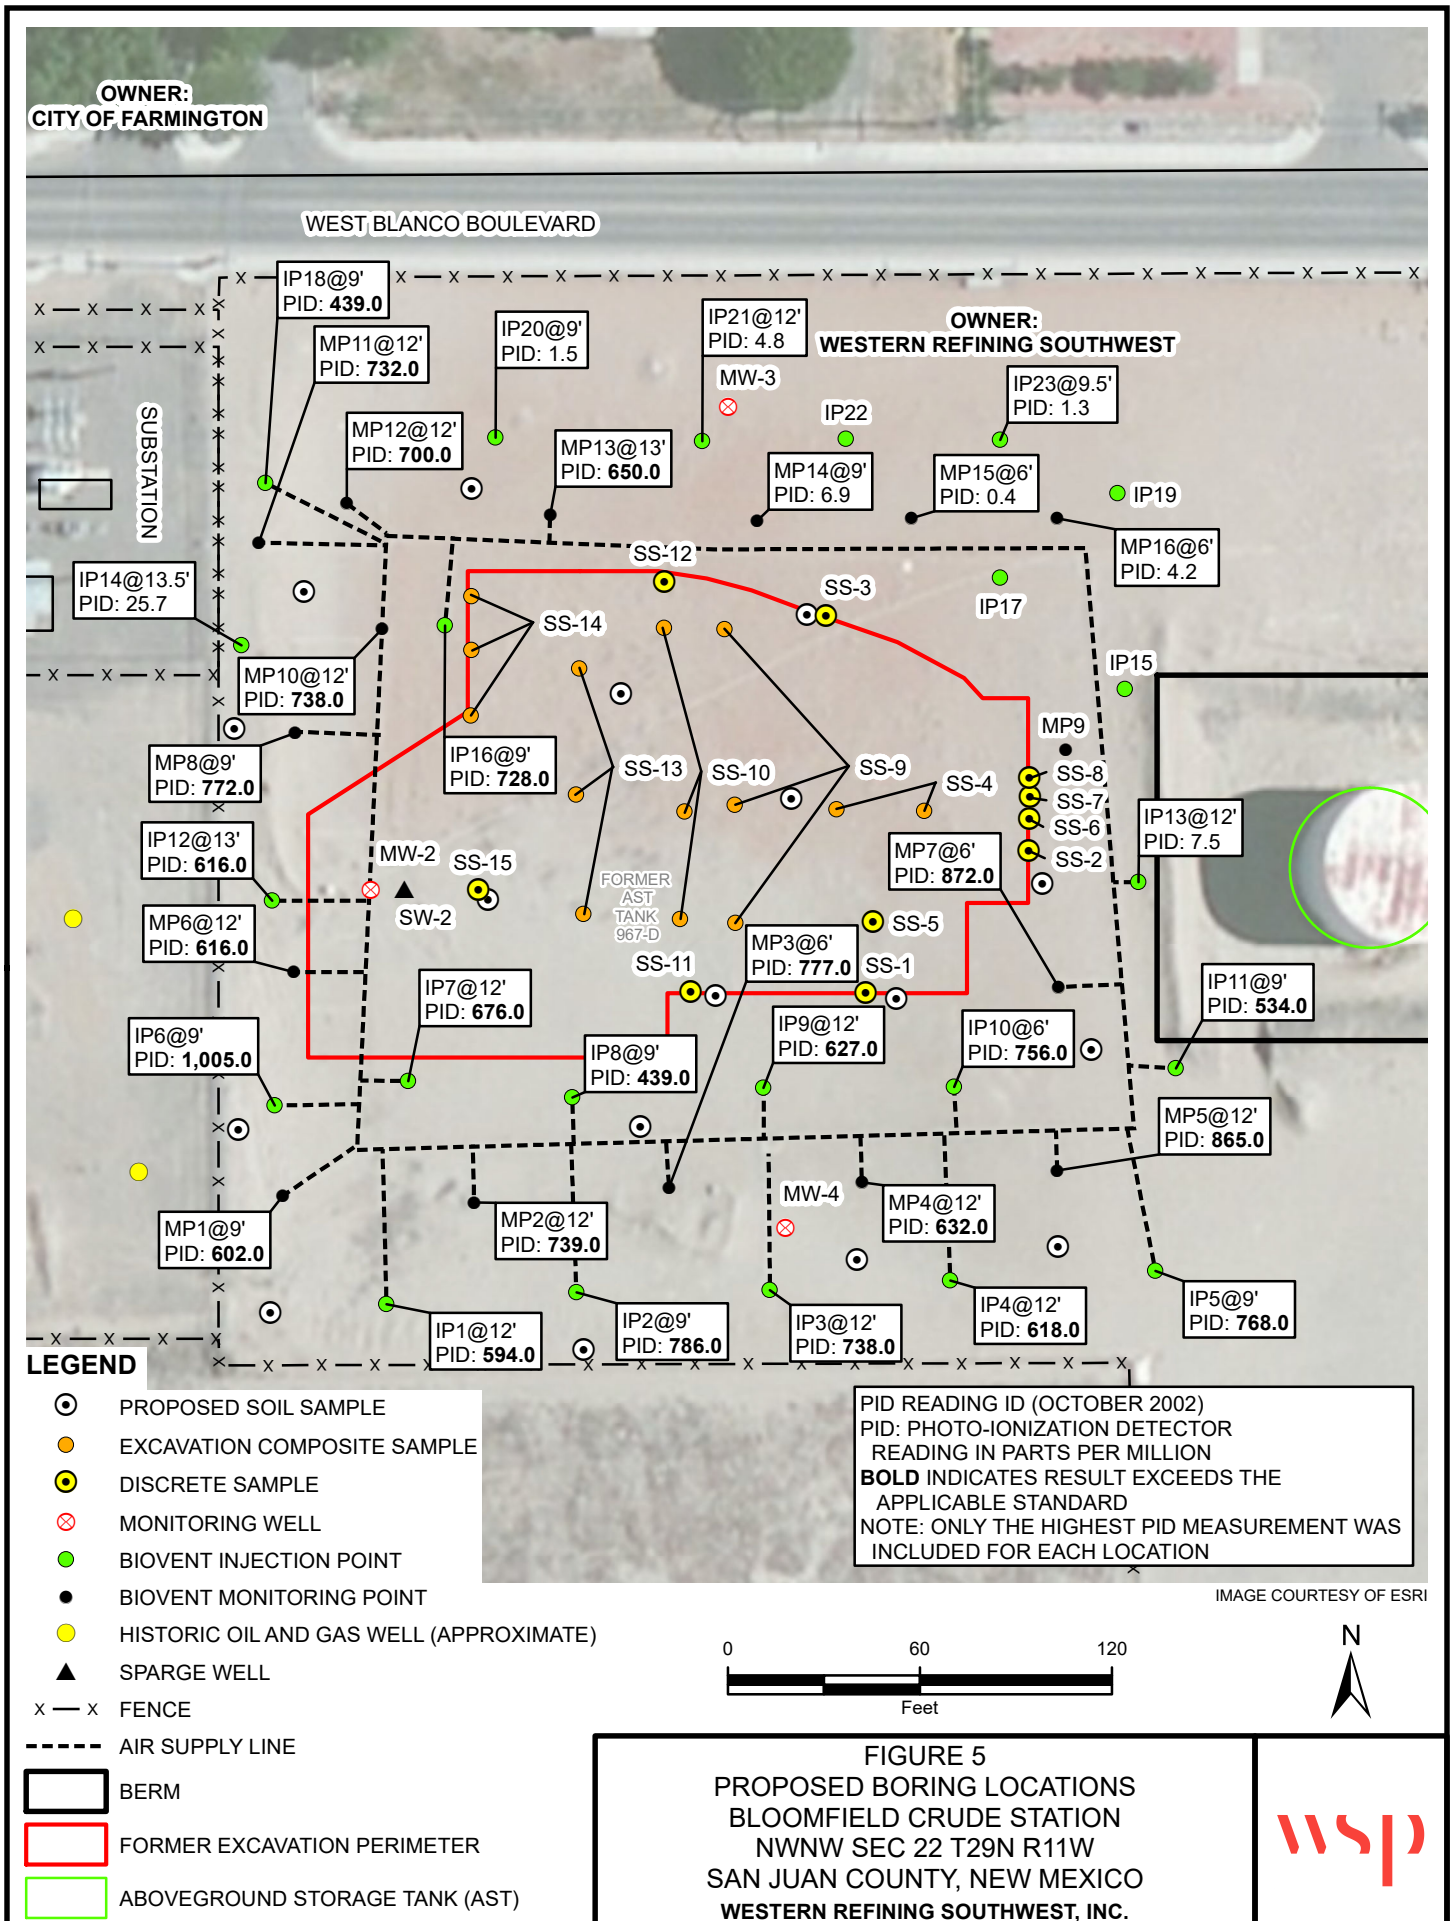 OWNER:
CITY OF FARMINGTON
WEST BLANCO BOULEVARD
IP18@9'
PID: 439.0
MP11@12'
PID: 732.0
IP20@9'
PID: 1.5
IP21@12'
PID: 4.8
OWNER:
WESTERN REFINING SOUTHWEST
MW-3
IP23@9.5'
PID: 1.3
IP22
MP12@12'
PID: 700.0
MP13@13'
PID: 650.0
MP14@9'
PID: 6.9
MP15@6'
PID: 0.4
IP19
MP16@6'
PID: 4.2
SUBSTATION
IP14@13.5'
PID: 25.7
SS-12
SS-3
IP17
SS-14
MP10@12'
PID: 738.0
IP15
MP9
MP8@9'
PID: 772.0
IP16@9'
PID: 728.0
SS-13
SS-10
SS-9
SS-4
SS-8
SS-7
SS-6
SS-2
IP13@12'
PID: 7.5
IP12@13'
PID: 616.0
MW-2
SS-15
SW-2
FORMER
AST
TANK
967-D
MP7@6'
PID: 872.0
MP6@12'
PID: 616.0
SS-5
MP3@6'
PID: 777.0
SS-11
SS-1
IP7@12'
PID: 676.0
IP11@9'
PID: 534.0
IP6@9'
PID: 1,005.0
IP8@9'
PID: 439.0
IP9@12'
PID: 627.0
IP10@6'
PID: 756.0
MP5@12'
PID: 865.0
MW-4
MP1@9'
PID: 602.0
MP2@12'
PID: 739.0
MP4@12'
PID: 632.0
IP1@12'
PID: 594.0
IP2@9'
PID: 786.0
IP3@12'
PID: 738.0
IP4@12'
PID: 618.0
IP5@9'
PID: 768.0
LEGEND
PROPOSED SOIL SAMPLE
EXCAVATION COMPOSITE SAMPLE
DISCRETE SAMPLE
MONITORING WELL
BIOVENT INJECTION POINT
BIOVENT MONITORING POINT
HISTORIC OIL AND GAS WELL (APPROXIMATE)
SPARGE WELL
X — X FENCE
AIR SUPPLY LINE
BERM
FORMER EXCAVATION PERIMETER
ABOVEGROUND STORAGE TANK (AST)
PID READING ID (OCTOBER 2002)
PID: PHOTO-IONIZATION DETECTOR
READING IN PARTS PER MILLION
BOLD INDICATES RESULT EXCEEDS THE
APPLICABLE STANDARD
NOTE: ONLY THE HIGHEST PID MEASUREMENT WAS
INCLUDED FOR EACH LOCATION
IMAGE COURTESY OF ESRI
0 60 120
Feet
N
FIGURE 5
PROPOSED BORING LOCATIONS
BLOOMFIELD CRUDE STATION
NWNW SEC 22 T29N R11W
SAN JUAN COUNTY, NEW MEXICO
WESTERN REFINING SOUTHWEST, INC.
wsp